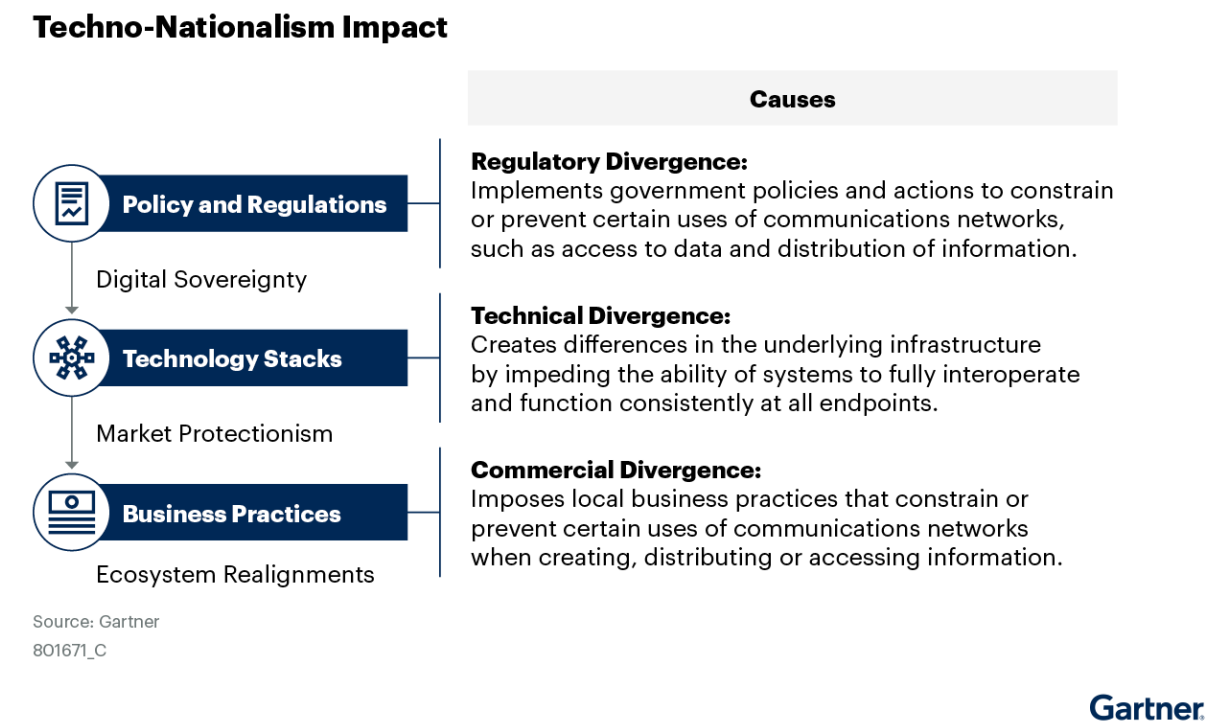 Techno-Nationalism Impact
Causes
Policy and Regulations
Regulatory Divergence:
Implements government policies and actions to constrain
or prevent certain uses of communications networks,
such as access to data and distribution of information.
Digital Sovereignty
Technology Stacks
Technical Divergence:
Creates differences in the underlying infrastructure
by impeding the ability of systems to fully interoperate
and function consistently at all endpoints.
Market Protectionism
Business Practices
Commercial Divergence:
Imposes local business practices that constrain or
prevent certain uses of communications networks
when creating, distributing or accessing information.
Ecosystem Realignments
Source: Gartner
801671_C
Gartner